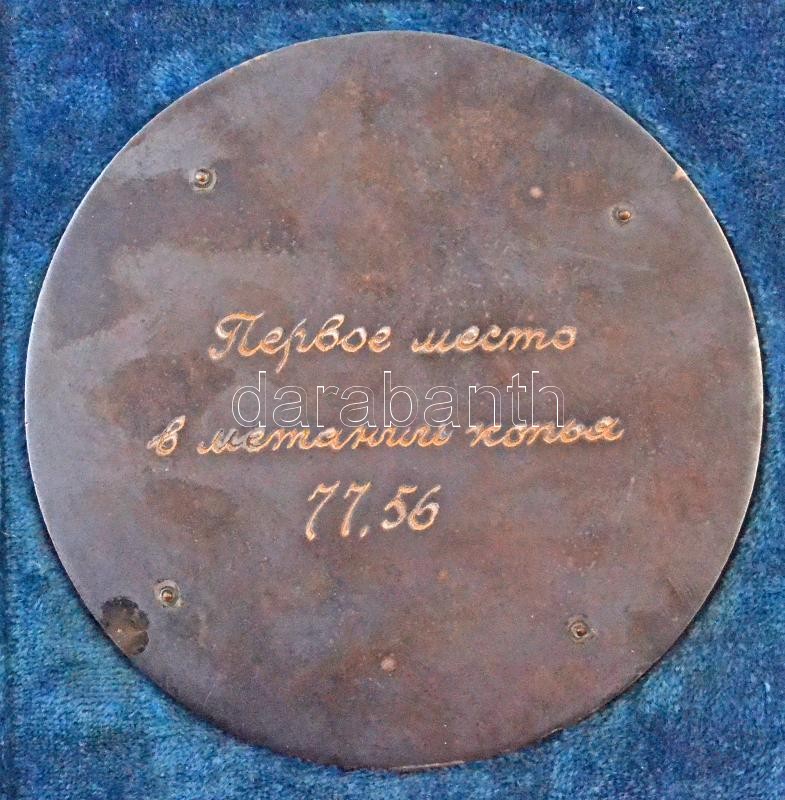 Первое место
darabanth
в метании копья
77,56